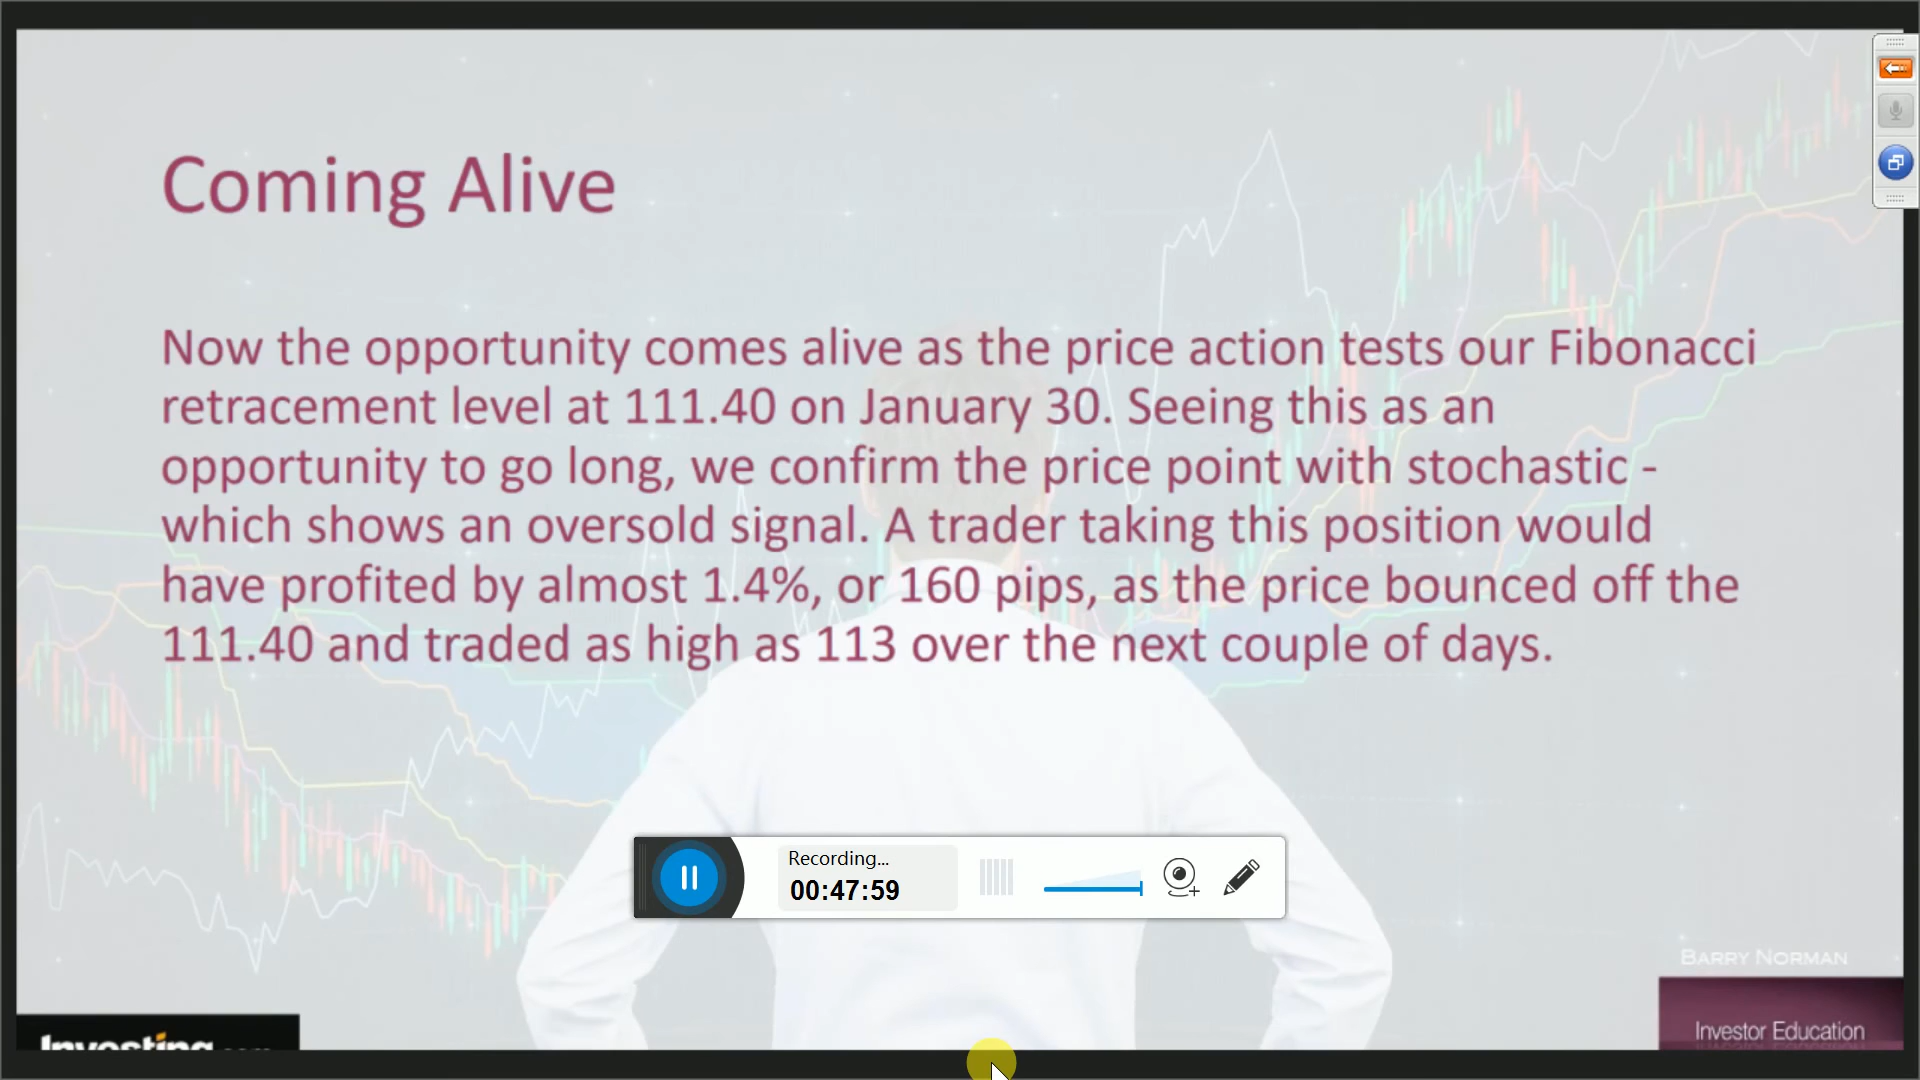 Coming Alive
Now the opportunity comes alive as the price action tests our Fibonacci
retracement level at 111.40 on January 30. Seeing this as an
opportunity to go long, we confirm the price point with stochastic -
which shows an oversold signal. A trader taking this position would
have profited by almost 1.4%, or 160 pips, as the price bounced off the
111.40 and traded as high as 113 over the next couple of days.
Recording...
00:47:59
BARRY NORMAN
Investing.com
Investor Education